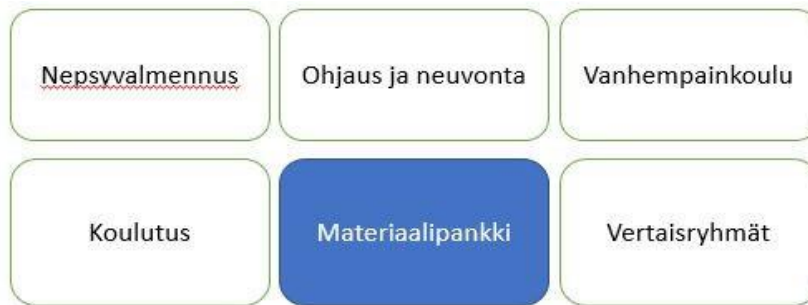 Nepsyvalmennus
Ohjaus ja neuvonta
Vanhempainkoulu
Koulutus
Materiaalipankki
Vertaisryhmät